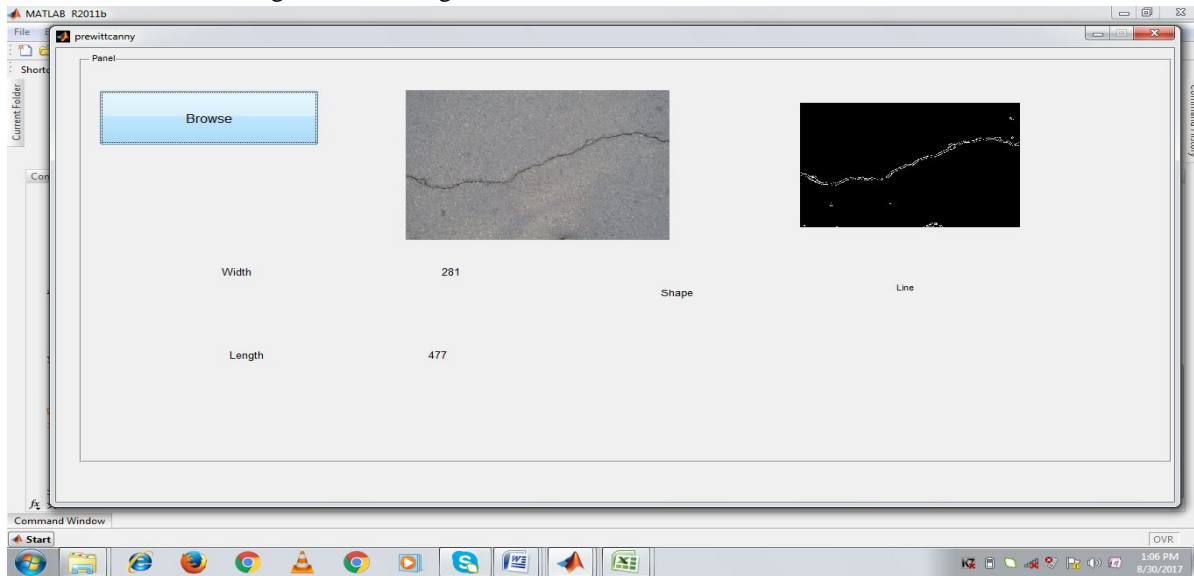 MATLAB R2011b
File
prewittcanny
Panel
Browse
Current Folder
Width
281
Shape
Line
Length
477
fx
Command Window
Start
OVR
1:06 PM
8/30/2017